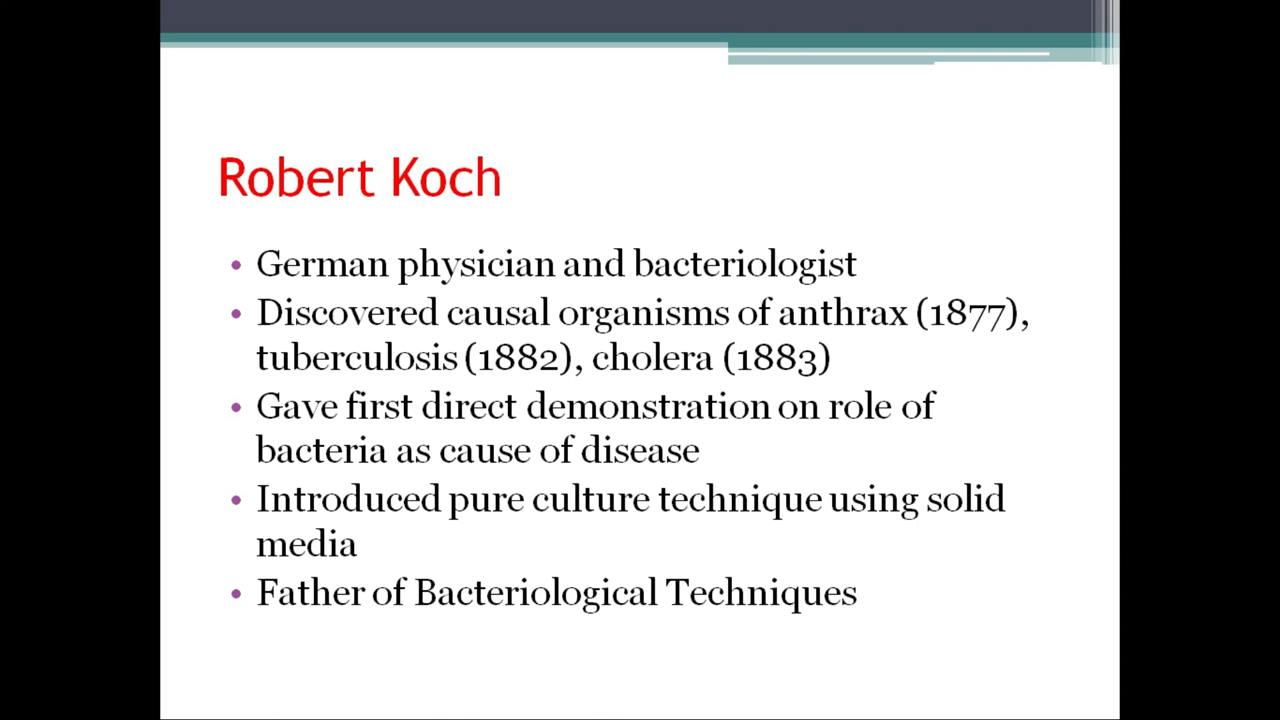 Robert Koch
• German physician and bacteriologist
• Discovered causal organisms of anthrax (1877),
tuberculosis (1882), cholera (1883)
• Gave first direct demonstration on role of
bacteria as cause of disease
• Introduced pure culture technique using solid
media
• Father of Bacteriological Techniques